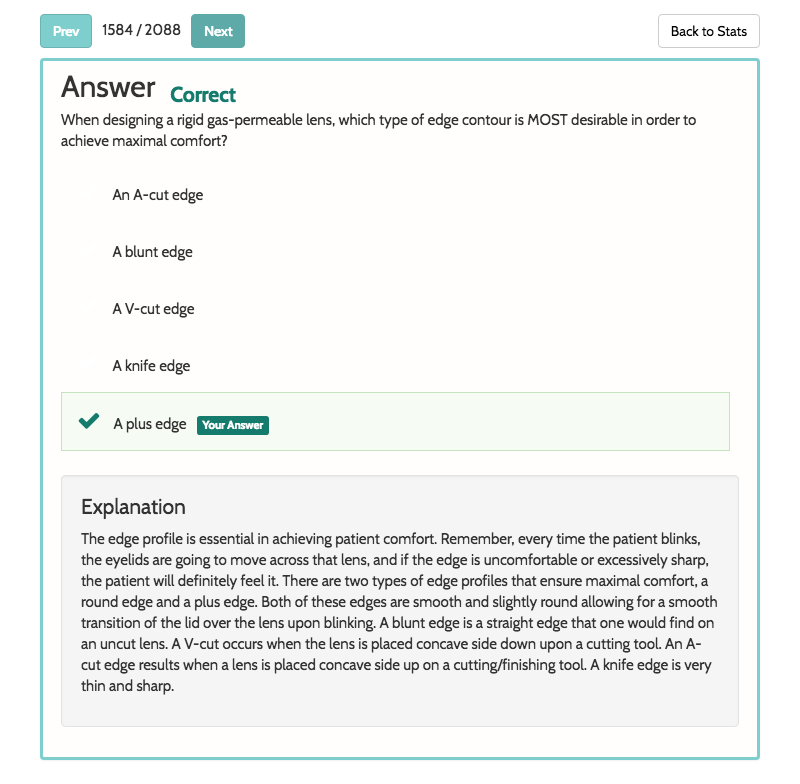 Prev 1584 / 2088 Next Back to Stats
Answer Correct
When designing a rigid gas-permeable lens, which type of edge contour is MOST desirable in order to
achieve maximal comfort?
An A-cut edge
A blunt edge
A V-cut edge
A knife edge
A plus edge Your Answer
Explanation
The edge profile is essential in achieving patient comfort. Remember, every time the patient blinks,
the eyelids are going to move across that lens, and if the edge is uncomfortable or excessively sharp,
the patient will definitely feel it. There are two types of edge profiles that ensure maximal comfort, a
round edge and a plus edge. Both of these edges are smooth and slightly round allowing for a smooth
transition of the lid over the lens upon blinking. A blunt edge is a straight edge that one would find on
an uncut lens. A V-cut occurs when the lens is placed concave side down upon a cutting tool. An A-
cut edge results when a lens is placed concave side up on a cutting/finishing tool. A knife edge is very
thin and sharp.